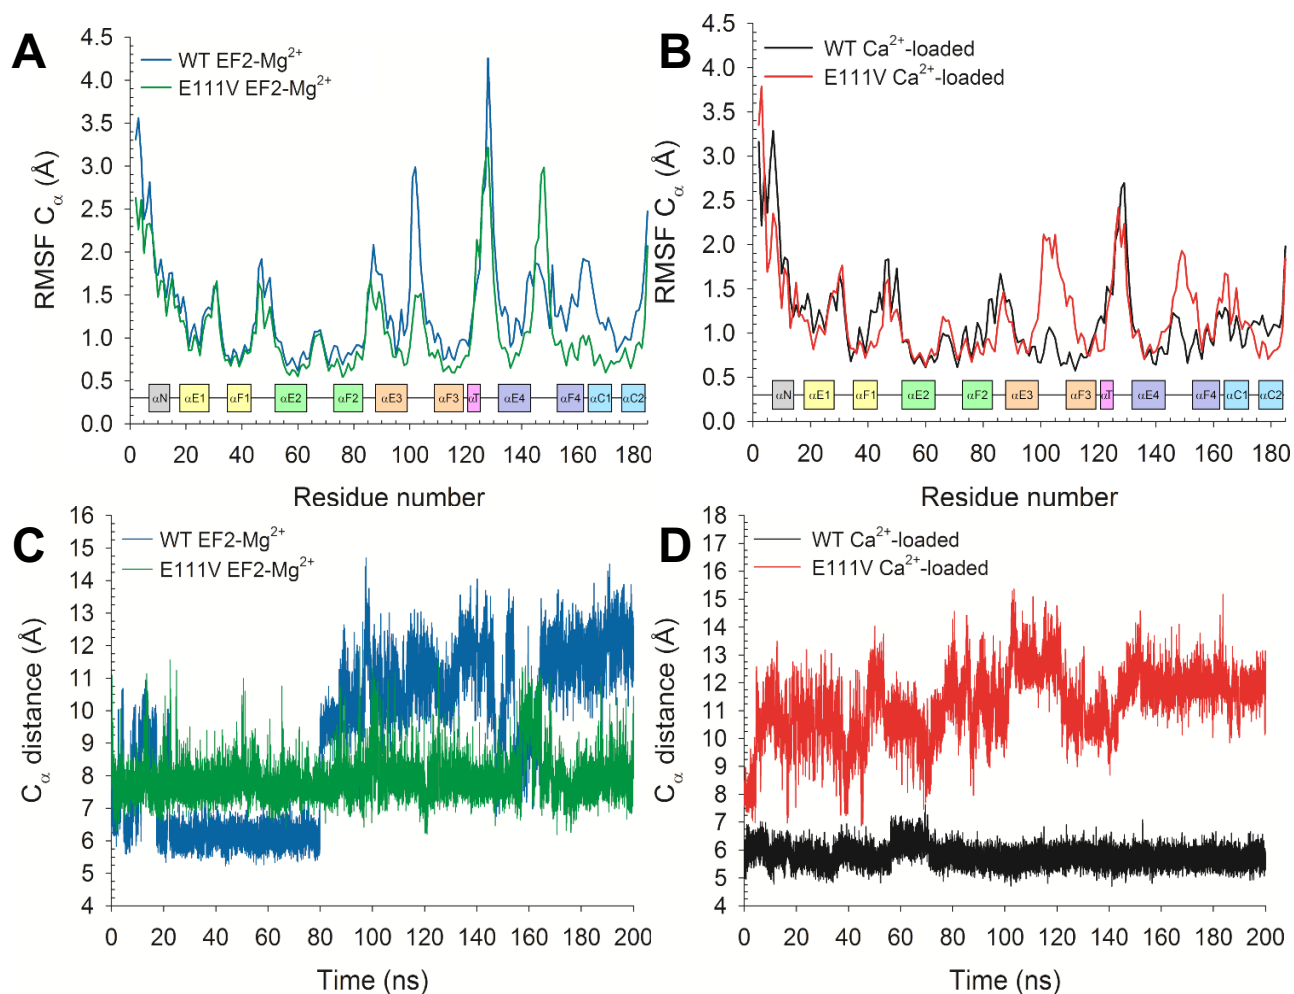 A
WT EF2-Mg²⁺
E111V EF2-Mg²⁺
RMSF Cα (Å)
4.5
4.0
3.5
3.0
2.5
2.0
1.5
1.0
0.5
0.0
αN αE1 αF1 αE2 αF2 αE3 αF3 αT αE4 αF4 αC1 αC2
0 20 40 60 80 100 120 140 160 180
Residue number
B
WT Ca²⁺-loaded
E111V Ca²⁺-loaded
RMSF Cα (Å)
4.5
4.0
3.5
3.0
2.5
2.0
1.5
1.0
0.5
0.0
αN αE1 αF1 αE2 αF2 αE3 αF3 αT αE4 αF4 αC1 αC2
0 20 40 60 80 100 120 140 160 180
Residue number
C
WT EF2-Mg²⁺
E111V EF2-Mg²⁺
Cα distance (Å)
16
15
14
13
12
11
10
9
8
7
6
5
4
0 20 40 60 80 100 120 140 160 180 200
Time (ns)
D
WT Ca²⁺-loaded
E111V Ca²⁺-loaded
Cα distance (Å)
18
17
16
15
14
13
12
11
10
9
8
7
6
5
4
0 20 40 60 80 100 120 140 160 180 200
Time (ns)